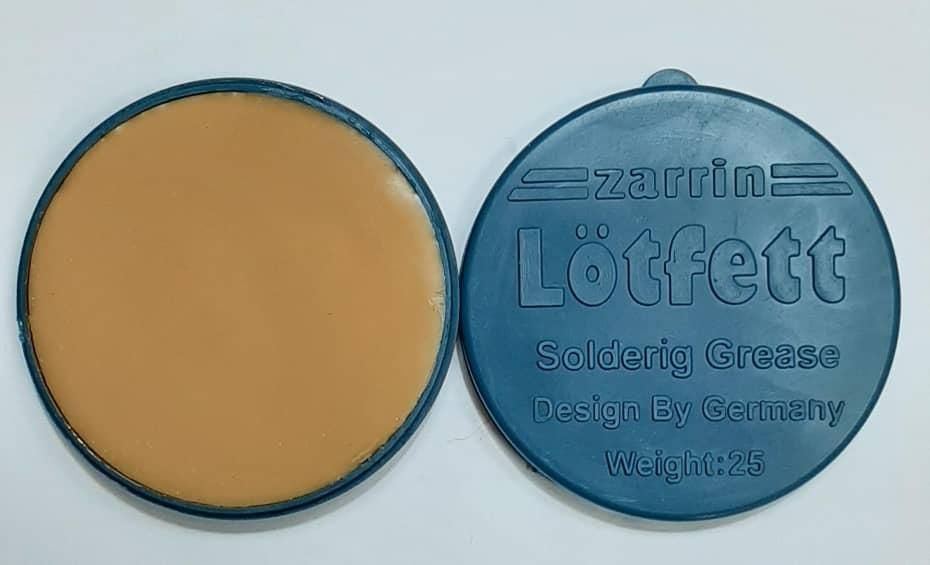 zarrin
Lötfett
Solderig Grease
Design By Germany
Weight:25